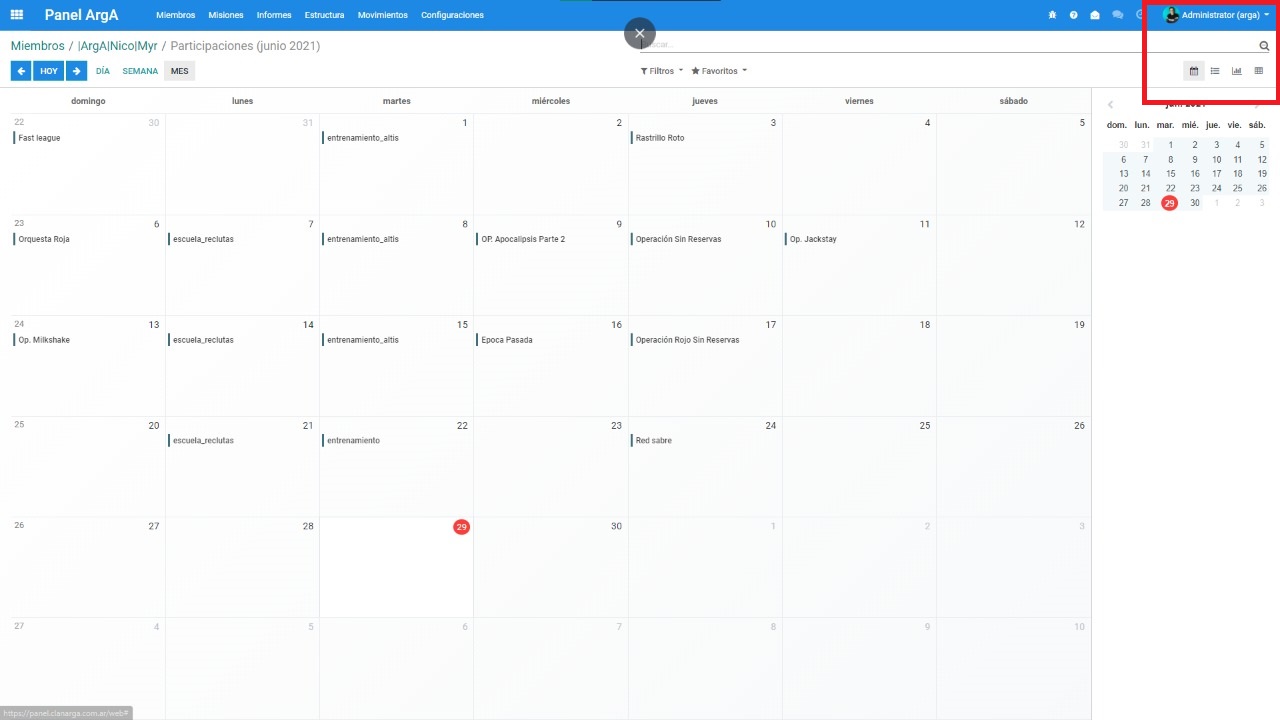 Panel ArgA Miembros Misiones Informes Estructura Movimientos Configuraciones Administrator (arga)
Miembros / |ArgA|Nico|Myr / Participaciones (junio 2021)
HOY DÍA SEMANA MES Filtros Favoritos
domingo lunes martes miércoles jueves viernes sábado
22 30 31 1 2 3 4 5
Fast league entrenamiento_altis Rastrillo Roto
23 6 7 8 9 10 11 12
Orquesta Roja escuela_reclutas entrenamiento_altis OP. Apocalipsis Parte 2 Operación Sin Reservas Op. Jackstay
24 13 14 15 16 17 18 19
Op. Milkshake escuela_reclutas entrenamiento_altis Epoca Pasada Operación Rojo Sin Reservas
25 20 21 22 23 24 25 26
escuela_reclutas entrenamiento Red sabre
26 27 28 29 30 1 2 3
27 4 5 6 7 8 9 10
dom. lun. mar. mié. jue. vie. sáb.
30 31 1 2 3 4 5
6 7 8 9 10 11 12
13 14 15 16 17 18 19
20 21 22 23 24 25 26
27 28 29 30 1 2 3
https://panel.clanarga.com.ar/web#